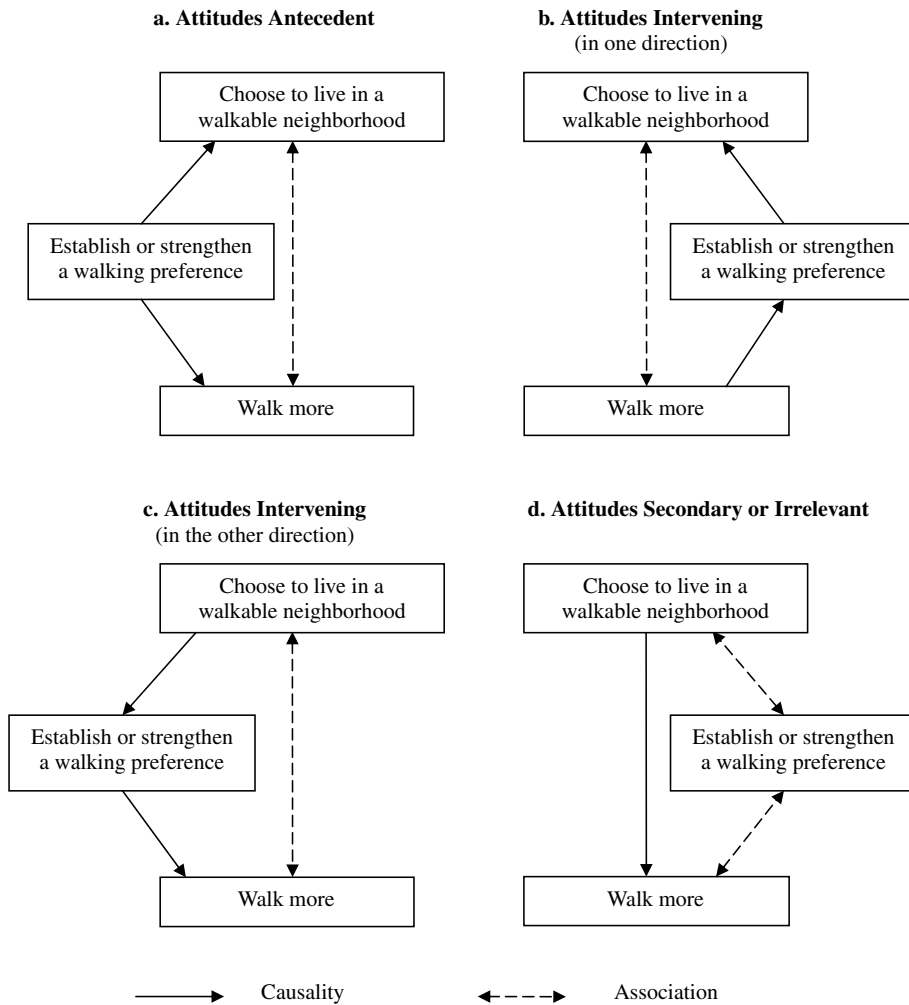 a. Attitudes Antecedent
Choose to live in a
walkable neighborhood
Establish or strengthen
a walking preference
Walk more
b. Attitudes Intervening
(in one direction)
Choose to live in a
walkable neighborhood
Establish or strengthen
a walking preference
Walk more
c. Attitudes Intervening
(in the other direction)
Choose to live in a
walkable neighborhood
Establish or strengthen
a walking preference
Walk more
d. Attitudes Secondary or Irrelevant
Choose to live in a
walkable neighborhood
Establish or strengthen
a walking preference
Walk more
Causality
Association